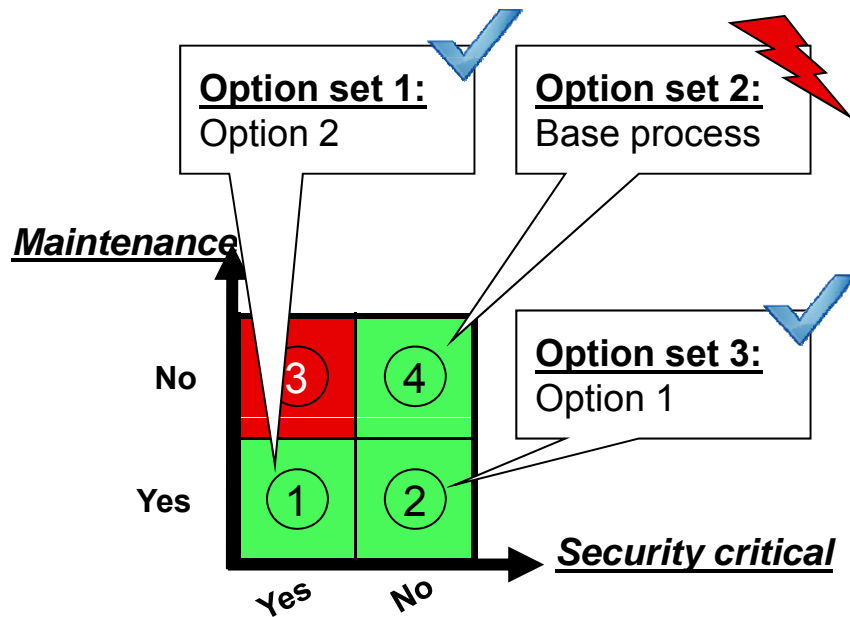 Option set 1:
Option 2
Option set 2:
Base process
Maintenance
Option set 3:
Option 1
No
3
4
Yes
1
2
Security critical
Yes
No